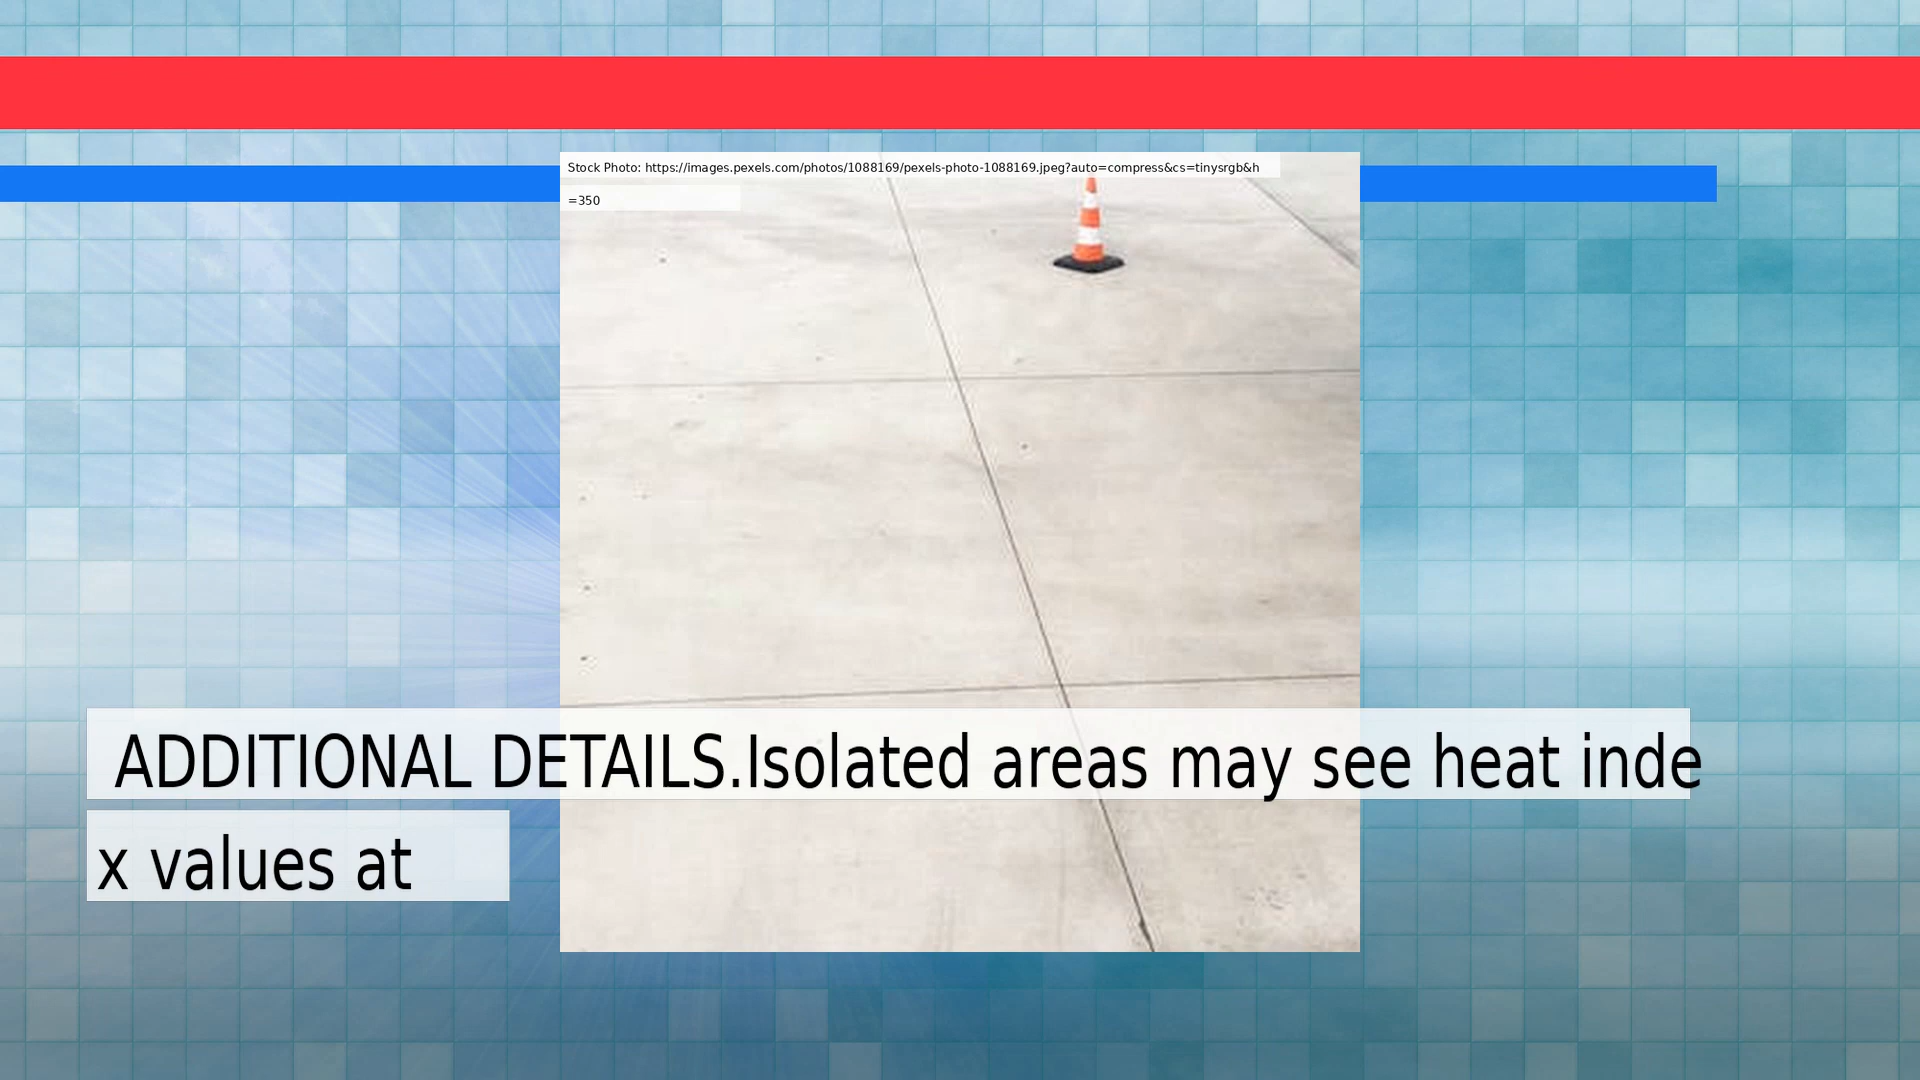 Stock Photo: https://images.pexels.com/photos/1088169/pexels-photo-1088169.jpeg?auto=compress&cs=tinysrgb&h
=350
ADDITIONAL DETAILS.Isolated areas may see heat inde
x values at